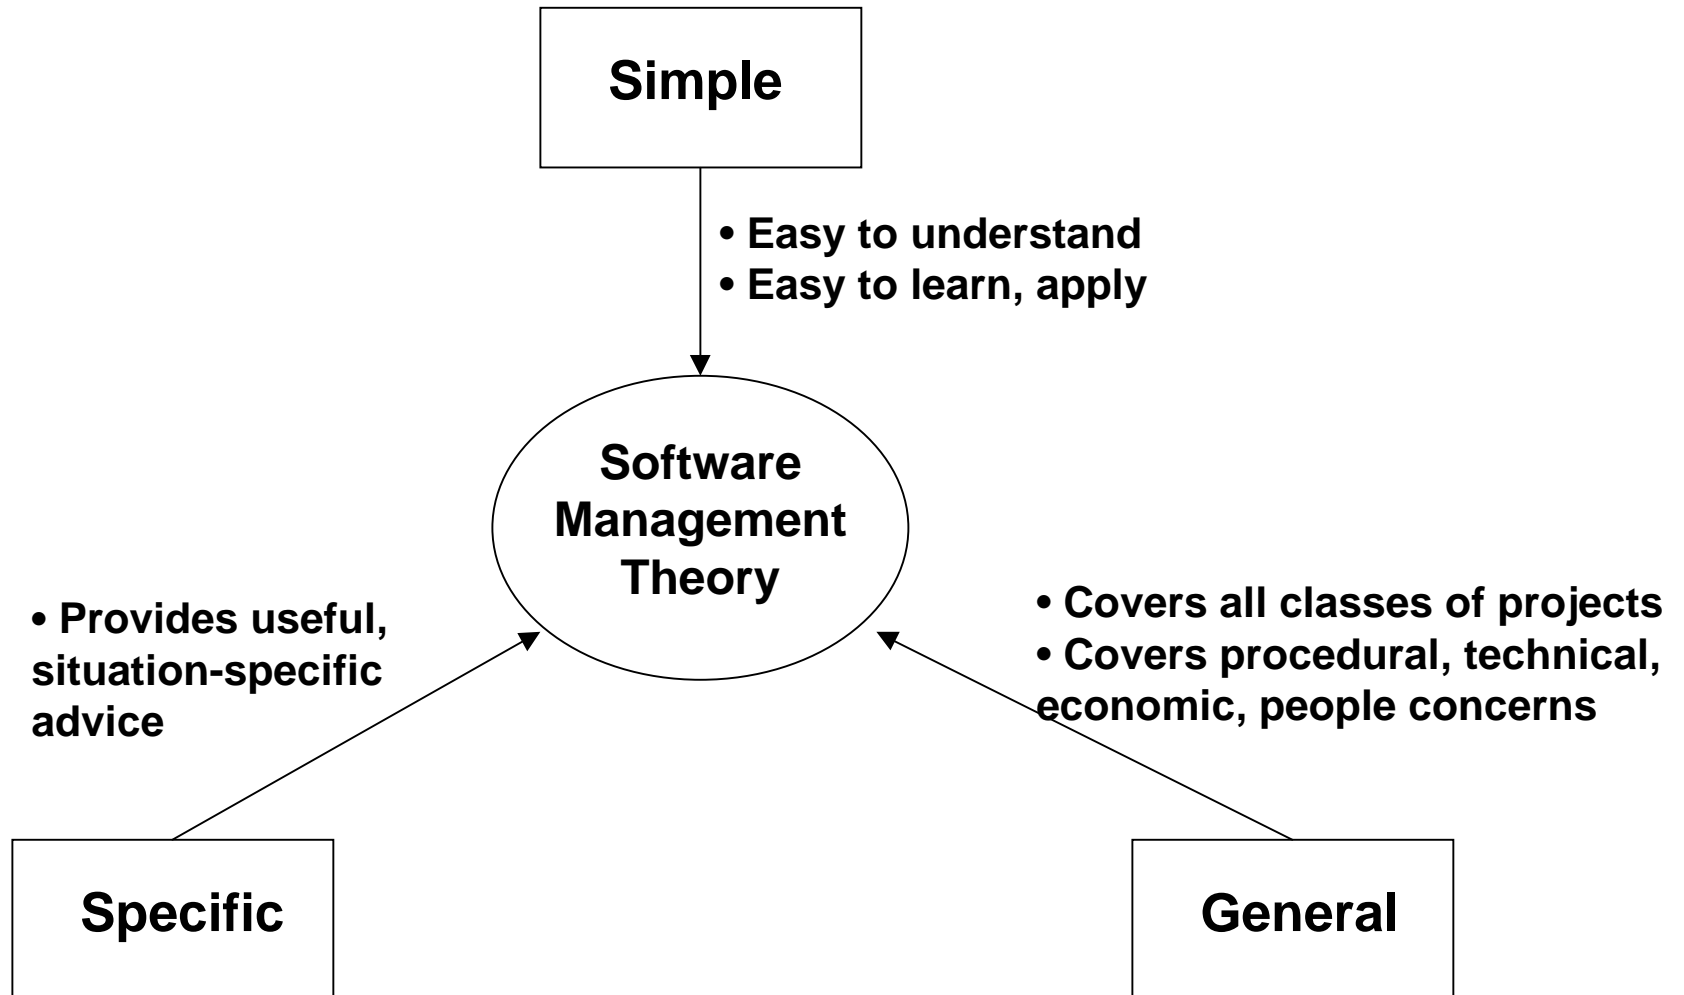 Simple
• Easy to understand
• Easy to learn, apply
Software
Management
Theory
• Provides useful,
situation-specific
advice
• Covers all classes of projects
• Covers procedural, technical,
economic, people concerns
Specific
General